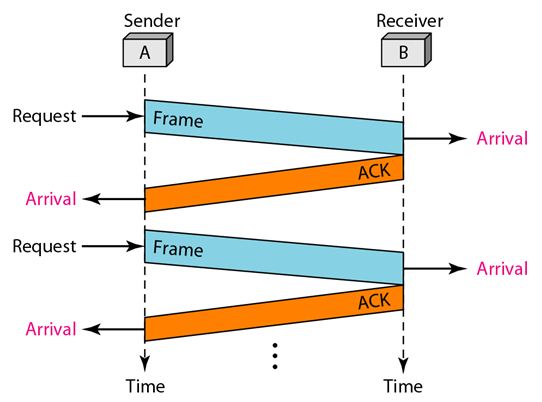 Sender
Receiver
A
B
Request
Frame
Arrival
ACK
Arrival
Request
Frame
Arrival
ACK
Arrival
Time
Time